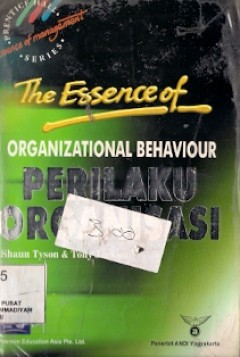 PRENTICE HALL
essence of management
SERIES
The Essence of
ORGANIZATIONAL BEHAVIOUR
PERILAKU
ORGANISASI
Shaun Tyson & Tony
5
PUSAT
Pearson Education Asia Pte. Ltd.
Penerbit ANDI Yogyakarta